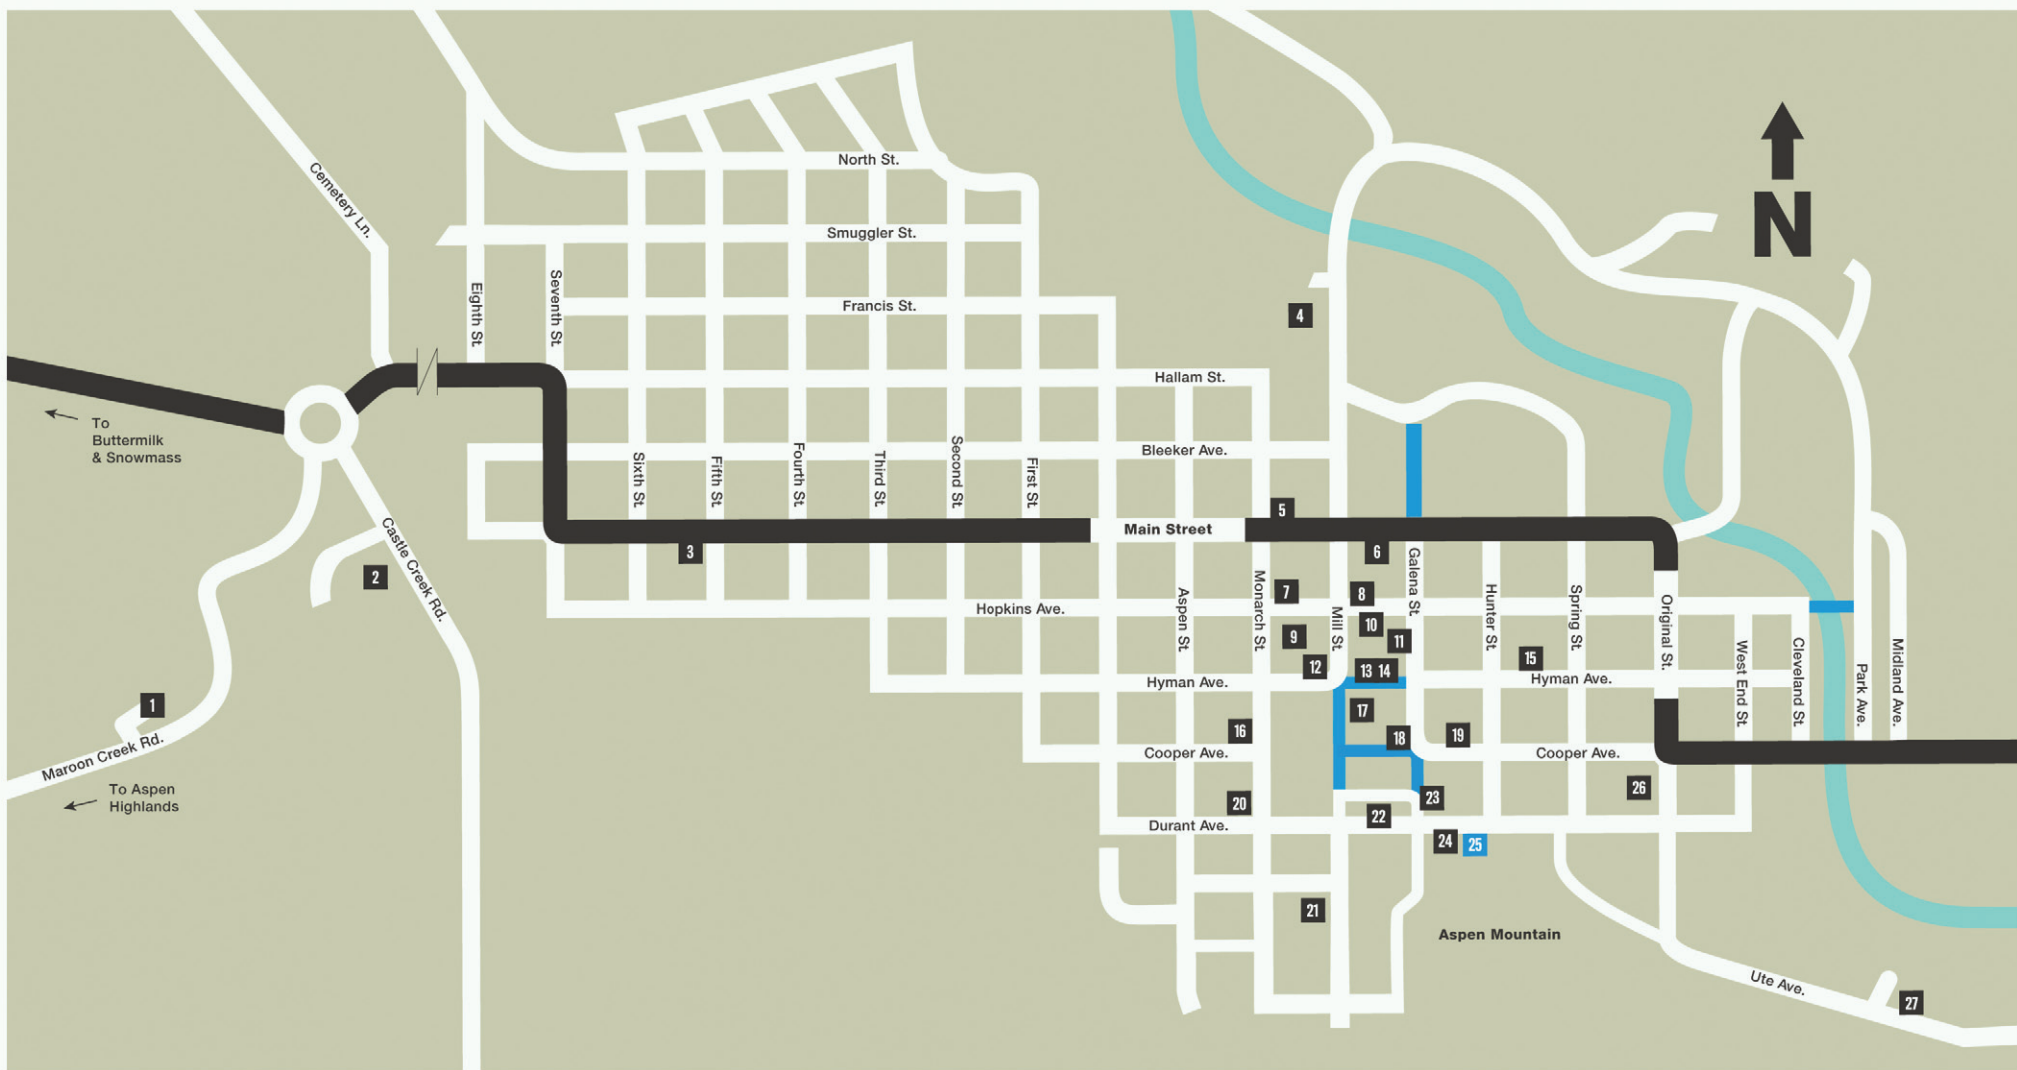 North St.
Cemetery Ln.
N
Smuggler St.
Eighth St.
Seventh St.
Francis St.
4
Hallam St.
To
Buttermilk
& Snowmass
Bleeker Ave.
Sixth St.
Fifth St.
Fourth St.
Third St.
Second St.
First St.
5
Main Street
3
6
Castle Creek Rd.
2
Galena St.
7
8
Hopkins Ave.
Aspen St.
Monarch St.
Mill St.
Hunter St.
Spring St.
Original St.
10
9
11
12
13
14
15
West End St.
Cleveland St.
Park Ave.
Midland Ave.
Hyman Ave.
Hyman Ave.
1
17
16
18
19
Maroon Creek Rd.
Cooper Ave.
Cooper Ave.
To Aspen
Highlands
26
20
23
22
Durant Ave.
24
25
21
Aspen Mountain
Ute Ave.
27